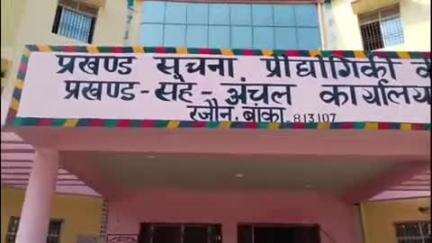 प्रखण्ड सूचना प्रौद्योगिकी के
प्रखण्ड-सह-अंचल कार्यालय
रजौन, बाँका, 813107